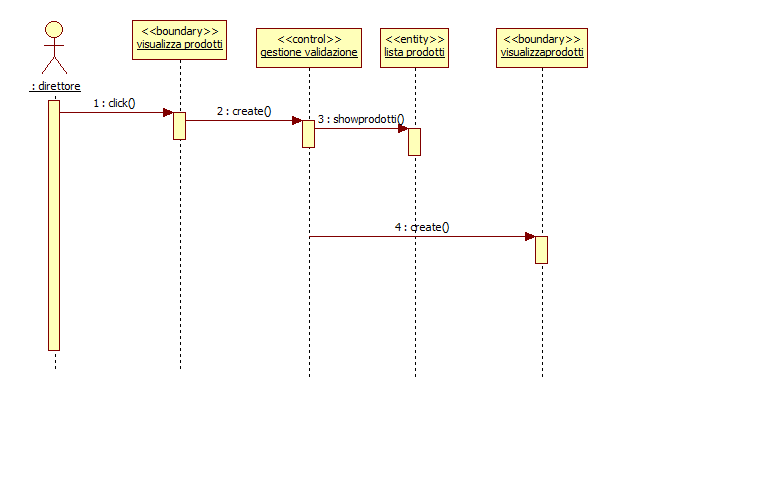 <<boundary>>
visualizza prodotti
<<control>>
gestione validazione
<<entity>>
lista prodotti
<<boundary>>
visualizzaprodotti
: direttore
1 : click()
2 : create()
3 : showprodotti()
4 : create()